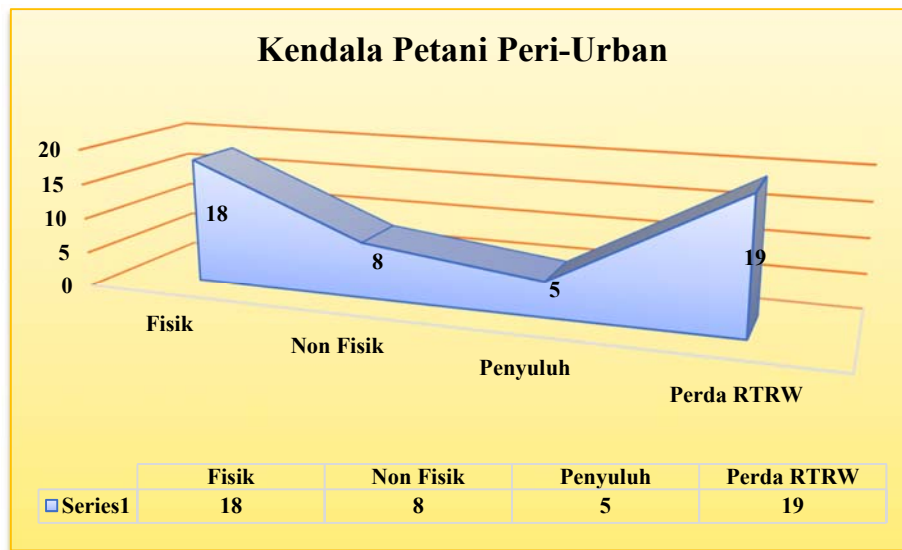 Kendala Petani Peri-Urban
20
15
10
5
0
18
8
5
19
Fisik
Non Fisik
Penyuluh
Perda RTRW
Fisik Non Fisik Penyuluh Perda RTRW
Series1 18 8 5 19